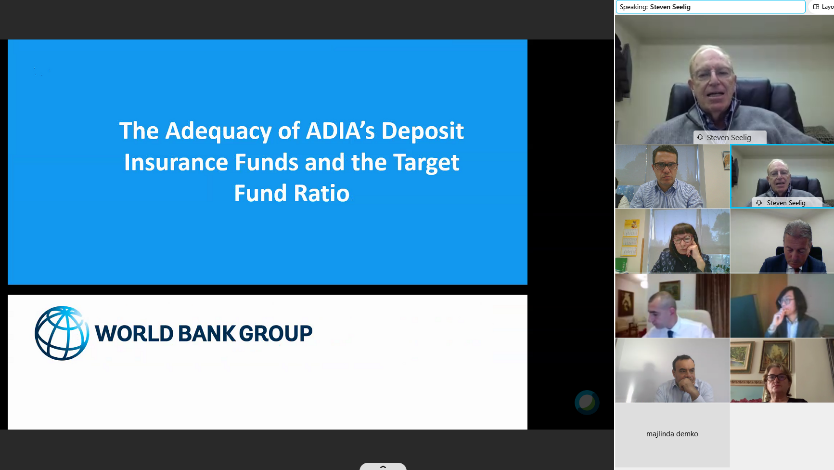 Speaking: Steven Seelig
Layo
The Adequacy of ADIA's Deposit
Insurance Funds and the Target
Fund Ratio
WORLD BANK GROUP
Steven Seelig
Steven Seelig
majlinda demko